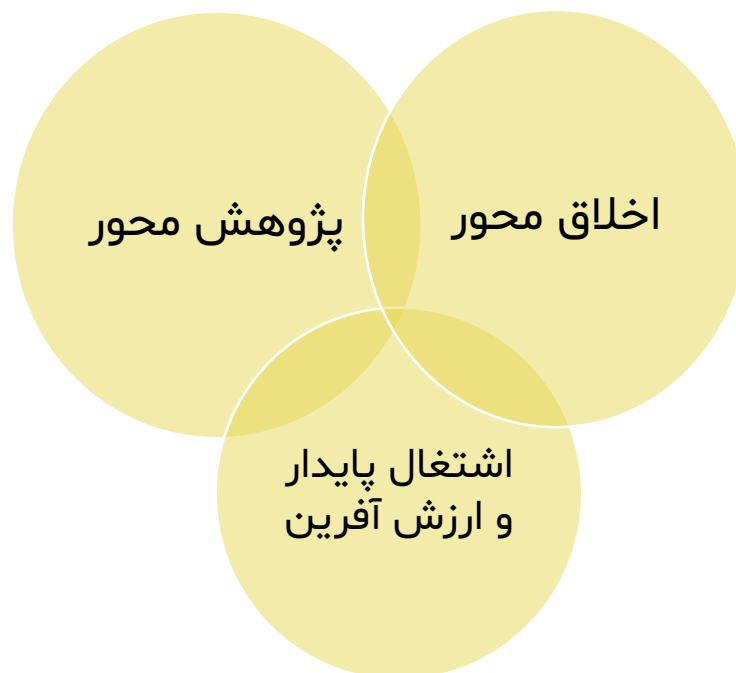 اخلاق محور
پژوهش محور
اشتغال پایدار
و ارزش آفرین